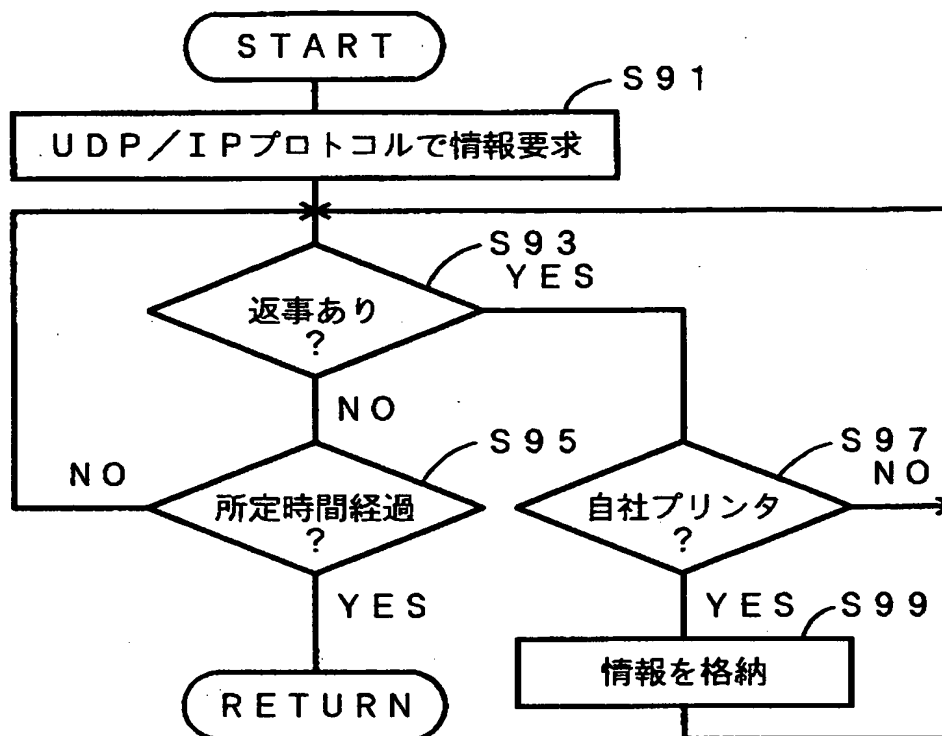 START
S91
UDP/IPプロトコルで情報要求
S93
YES
返事あり
?
NO
S95
NO
所定時間経過
?
YES
RETURN
S97
NO
自社プリンタ
?
YES
S99
情報を格納